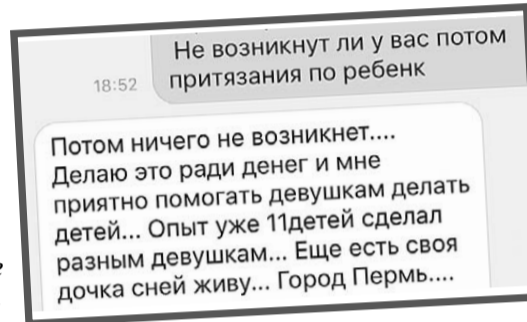 Не возникнут ли у вас потом
18:52
притязания по ребенк
Потом ничего не возникнет....
Делаю это ради денег и мне
приятно помогать девушкам делать
детей... Опыт уже 11детей сделал
разным девушкам... Еще есть своя
дочка сней живу... Город Пермь....